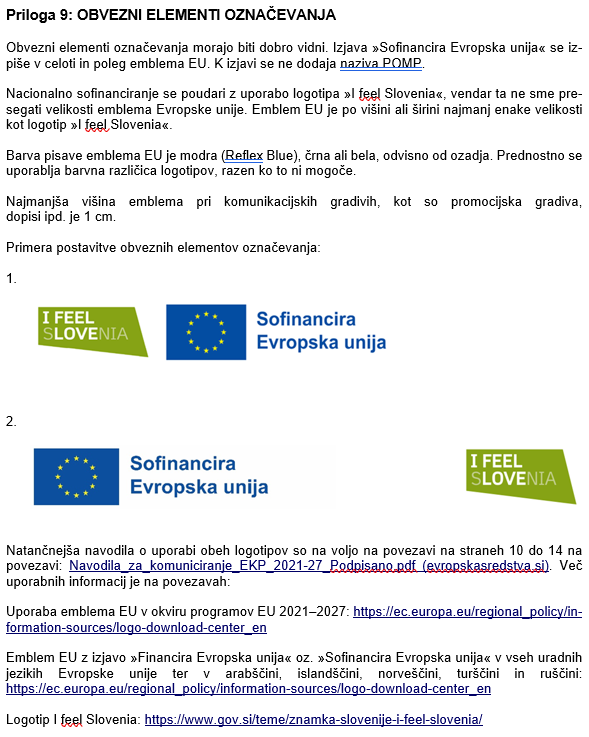 Priloga 9: OBVEZNI ELEMENTI OZNAČEVANJA
Obvezni elementi označevanja morajo biti dobro vidni. Izjava »Sofinancira Evropska unija« se iz-
piše v celoti in poleg emblema EU. K izjavi se ne dodaja naziva POMP.
Nacionalno sofinanciranje se poudari z uporabo logotipa »I feel Slovenia«, vendar ta ne sme pre-
segati velikosti emblema Evropske unije. Emblem EU je po višini ali širini najmanj enake velikosti
kot logotip »I feel Slovenia«.
Barva pisave emblema EU je modra (Reflex Blue), črna ali bela, odvisno od ozadja. Prednostno se
uporablja barvna različica logotipov, razen ko to ni mogoče.
Najmanjša višina emblema pri komunikacijskih gradivih, kot so promocijska gradiva,
dopisi ipd. je 1 cm.
Primera postavitve obveznih elementov označevanja:
1.
I FEEL
SLOVENIA
Sofinancira
Evropska unija
2.
Sofinancira
Evropska unija
I FEEL
SLOVENIA
Natančnejša navodila o uporabi obeh logotipov so na voljo na povezavi na straneh 10 do 14 na
povezavi: Navodila_za_komuniciranje_EKP_2021-27_Podpisano.pdf (evropskasredstva.si). Več
uporabnih informacij je na povezavah:
Uporaba emblema EU v okviru programov EU 2021–2027: https://ec.europa.eu/regional_policy/in-
formation-sources/logo-download-center_en
Emblem EU z izjavo »Financira Evropska unija« oz. »Sofinancira Evropska unija« v vseh uradnih
jezikih Evropske unije ter v arabščini, islandščini, norveščini, turščini in ruščini:
https://ec.europa.eu/regional_policy/information-sources/logo-download-center_en
Logotip I feel Slovenia: https://www.gov.si/teme/znamka-slovenije-i-feel-slovenia/